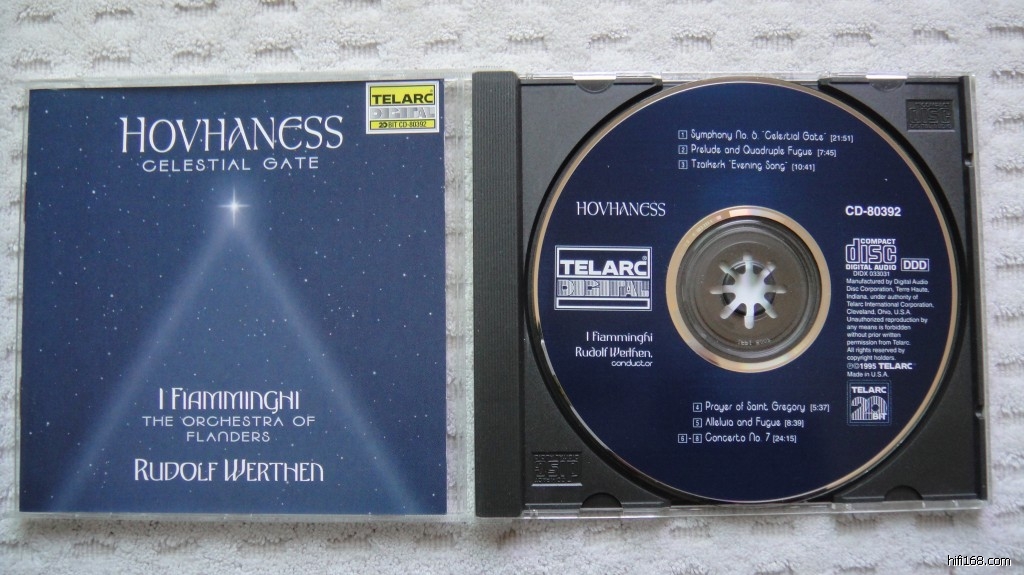 HOVHANESS
CELESTIAL GATE
TELARC
DIGITAL
20-BIT CD-80392
I FIAMMINGHI
THE ORCHESTRA OF
FLANDERS
RUDOLF WERTHEN
1 Symphony No. 6, "Celestial Gate" [21:51]
2 Prelude and Quadruple Fugue [7:45]
3 Tzaikerk "Evening Song" [10:41]
HOVHANESS
CD-80392
TELARC
DIGITAL
COMPACT
disc
DIGITAL AUDIO
DDD
DIDX 033031
Manufactured by Digital Audio
Disc Corporation, Terre Haute,
Indiana, under authority of
Telarc International Corporation,
Cleveland, Ohio, U.S.A.
Unauthorized reproduction by
any means is forbidden
without prior written
permission from Telarc.
All rights reserved by
copyright holders.
℗©1995 TELARC
Made in U.S.A.
I Fiamminghi
Rudolf Werthen,
conductor
TELARC
20
BIT
4 Prayer of Saint Gregory [5:37]
5 Alleluia and Fugue [8:39]
6 - 8 Concerto No. 7 [24:15]
hifi168.com